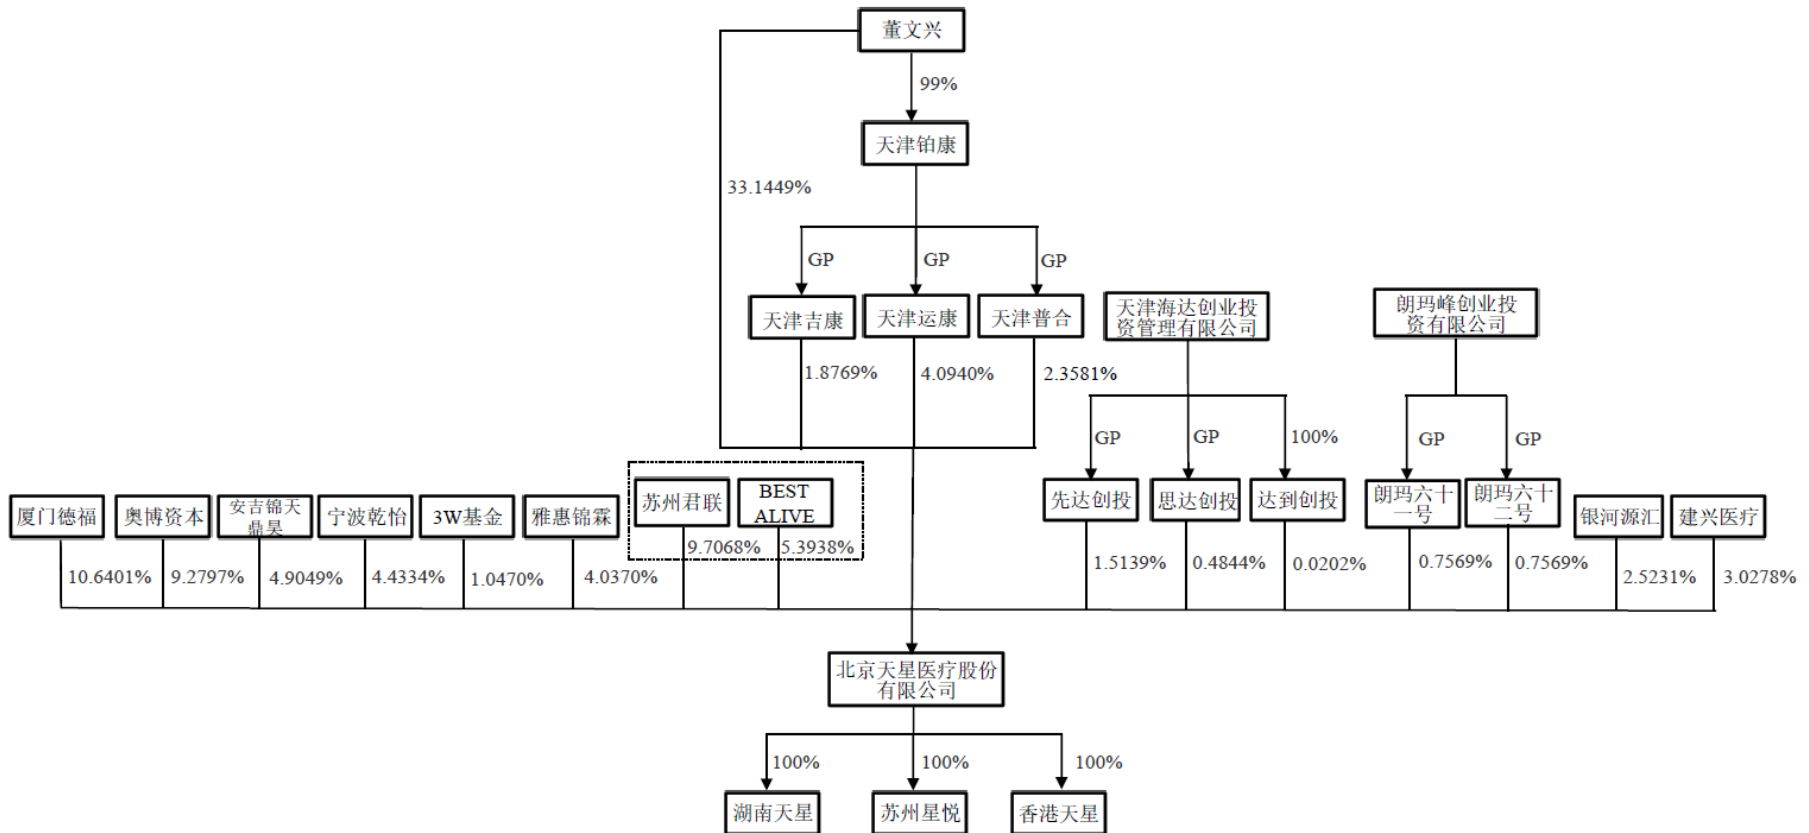 董文兴
99%
天津铂康
33.1449%
GP
GP
GP
天津吉康
天津运康
天津普合
天津海达创业投
资管理有限公司
朗玛峰创业投
资有限公司
1.8769%
4.0940%
2.3581%
GP
GP
100%
GP
GP
厦门德福
奥博资本
安吉锦天
鼎昊
宁波乾怡
3W基金
雅惠锦霖
苏州君联
BEST
ALIVE
先达创投
思达创投
达到创投
朗玛六十
一号
朗玛六十
二号
银河源汇
建兴医疗
10.6401%
9.2797%
4.9049%
4.4334%
1.0470%
4.0370%
9.7068%
5.3938%
1.5139%
0.4844%
0.0202%
0.7569%
0.7569%
2.5231%
3.0278%
北京天星医疗股份
有限公司
100%
100%
100%
湖南天星
苏州星悦
香港天星